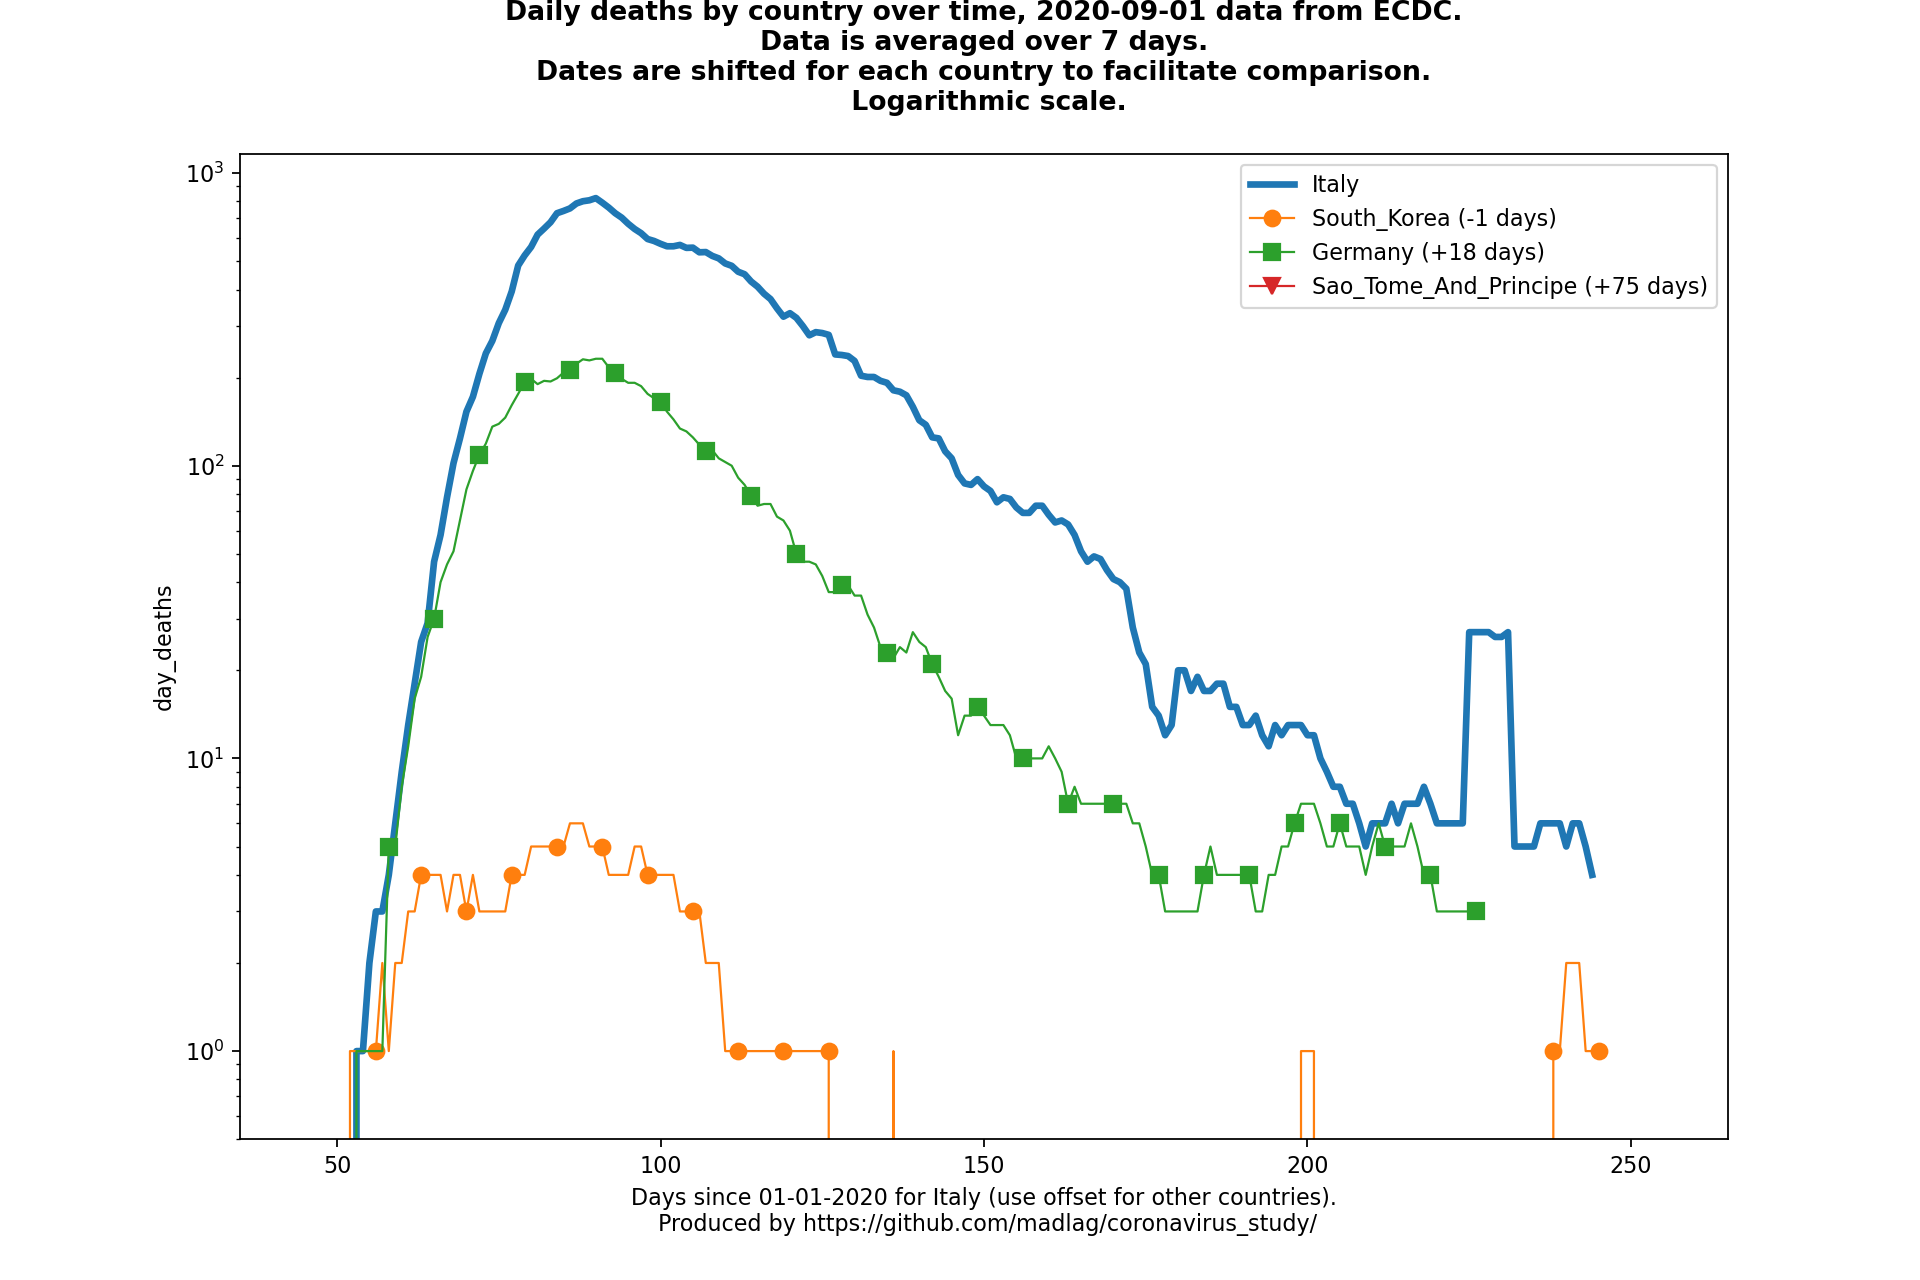 Daily deaths by country over time, 2020-09-01 data from ECDC.
Data is averaged over 7 days.
Dates are shifted for each country to facilitate comparison.
Logarithmic scale.
10³
10²
10¹
10⁰
day_deaths
Italy
South_Korea (-1 days)
Germany (+18 days)
Sao_Tome_And_Principe (+75 days)
50
100
150
200
250
Days since 01-01-2020 for Italy (use offset for other countries).
Produced by https://github.com/madlag/coronavirus_study/